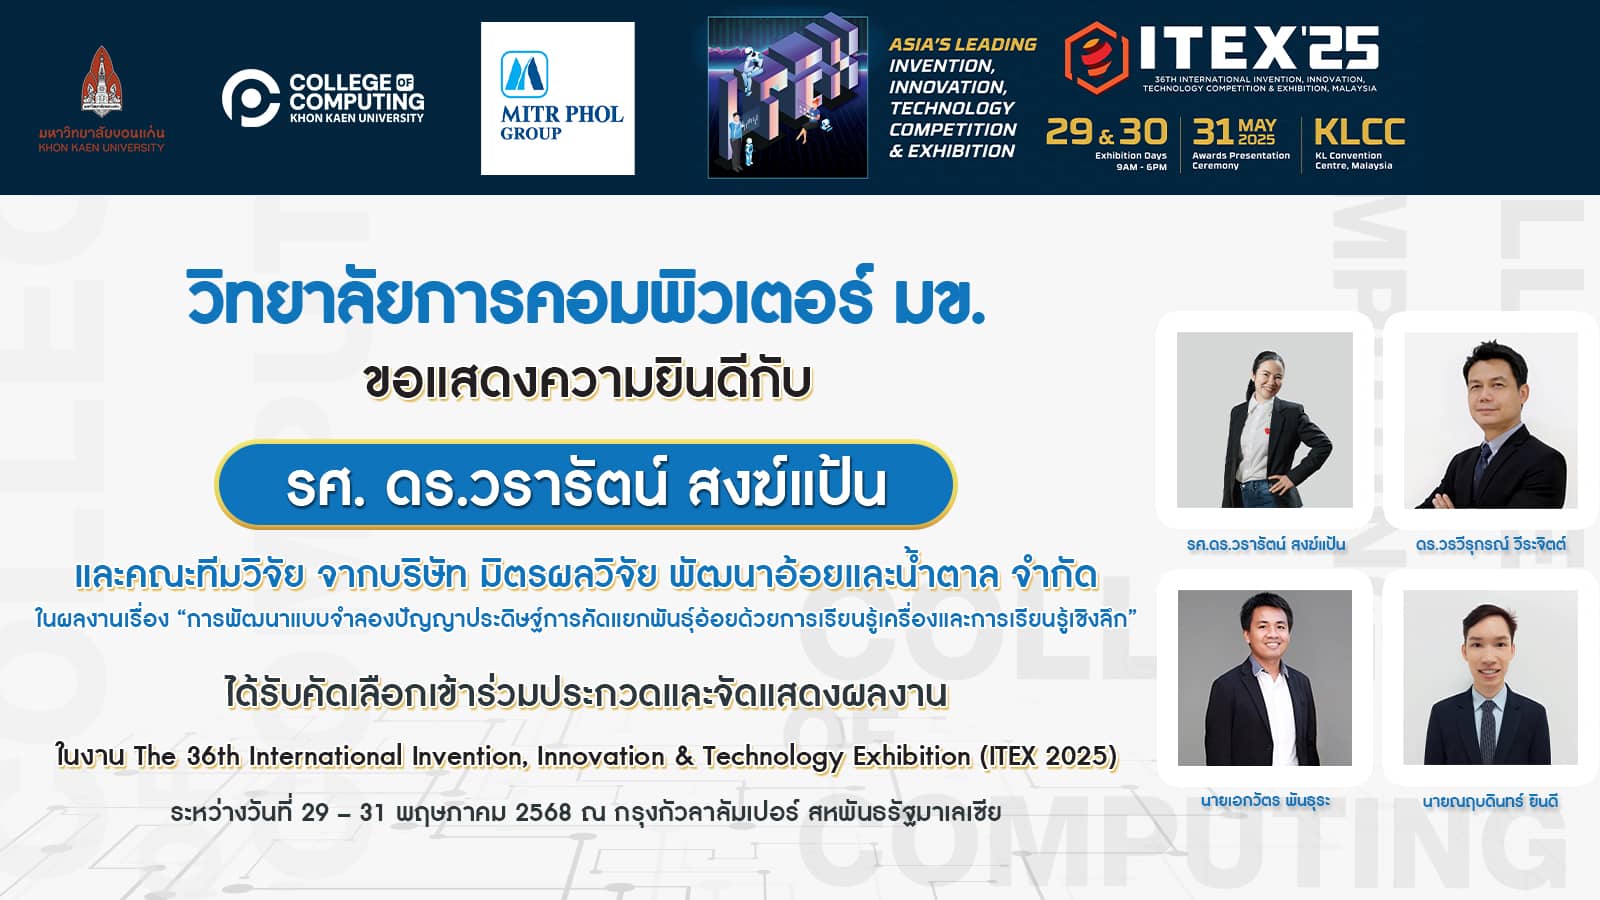 มหาวิทยาลัยขอนแก่น
KHON KAEN UNIVERSITY
COLLEGE OF
COMPUTING
KHON KAEN UNIVERSITY
MITR PHOL
GROUP
ASIA'S LEADING
INVENTION,
INNOVATION,
TECHNOLOGY
COMPETITION
& EXHIBITION
ITEX'25
36TH INTERNATIONAL INVENTION, INNOVATION,
TECHNOLOGY COMPETITION & EXHIBITION, MALAYSIA
29 & 30
Exhibition Days
9AM - 6PM
31 MAY 2025
Awards Presentation
Ceremony
KLCC
KL Convention
Centre, Malaysia
วิทยาลัยการคอมพิวเตอร์ มข.
ขอแสดงความยินดีกับ
รศ. ดร.วรารัตน์ สงฆ์แป้น
และคณะทีมวิจัย จากบริษัท มิตรผลวิจัย พัฒนาอ้อยและน้ำตาล จำกัด
ในผลงานเรื่อง “การพัฒนาแบบจำลองปัญญาประดิษฐ์การคัดแยกพันธุ์อ้อยด้วยการเรียนรู้เครื่องและการเรียนรู้เชิงลึก”
ได้รับคัดเลือกเข้าร่วมประกวดและจัดแสดงผลงาน
ในงาน The 36th International Invention, Innovation & Technology Exhibition (ITEX 2025)
ระหว่างวันที่ 29 – 31 พฤษภาคม 2568 ณ กรุงกัวลาลัมเปอร์ สหพันธรัฐมาเลเซีย
รศ.ดร.วรารัตน์ สงฆ์แป้น
ดร.วรวีรุกรณ์ วีระจิตต์
นายเอกวัตร พันธุระ
นายณฤบดินทร์ ยินดี
COLLEGE
OF
COMPUTING